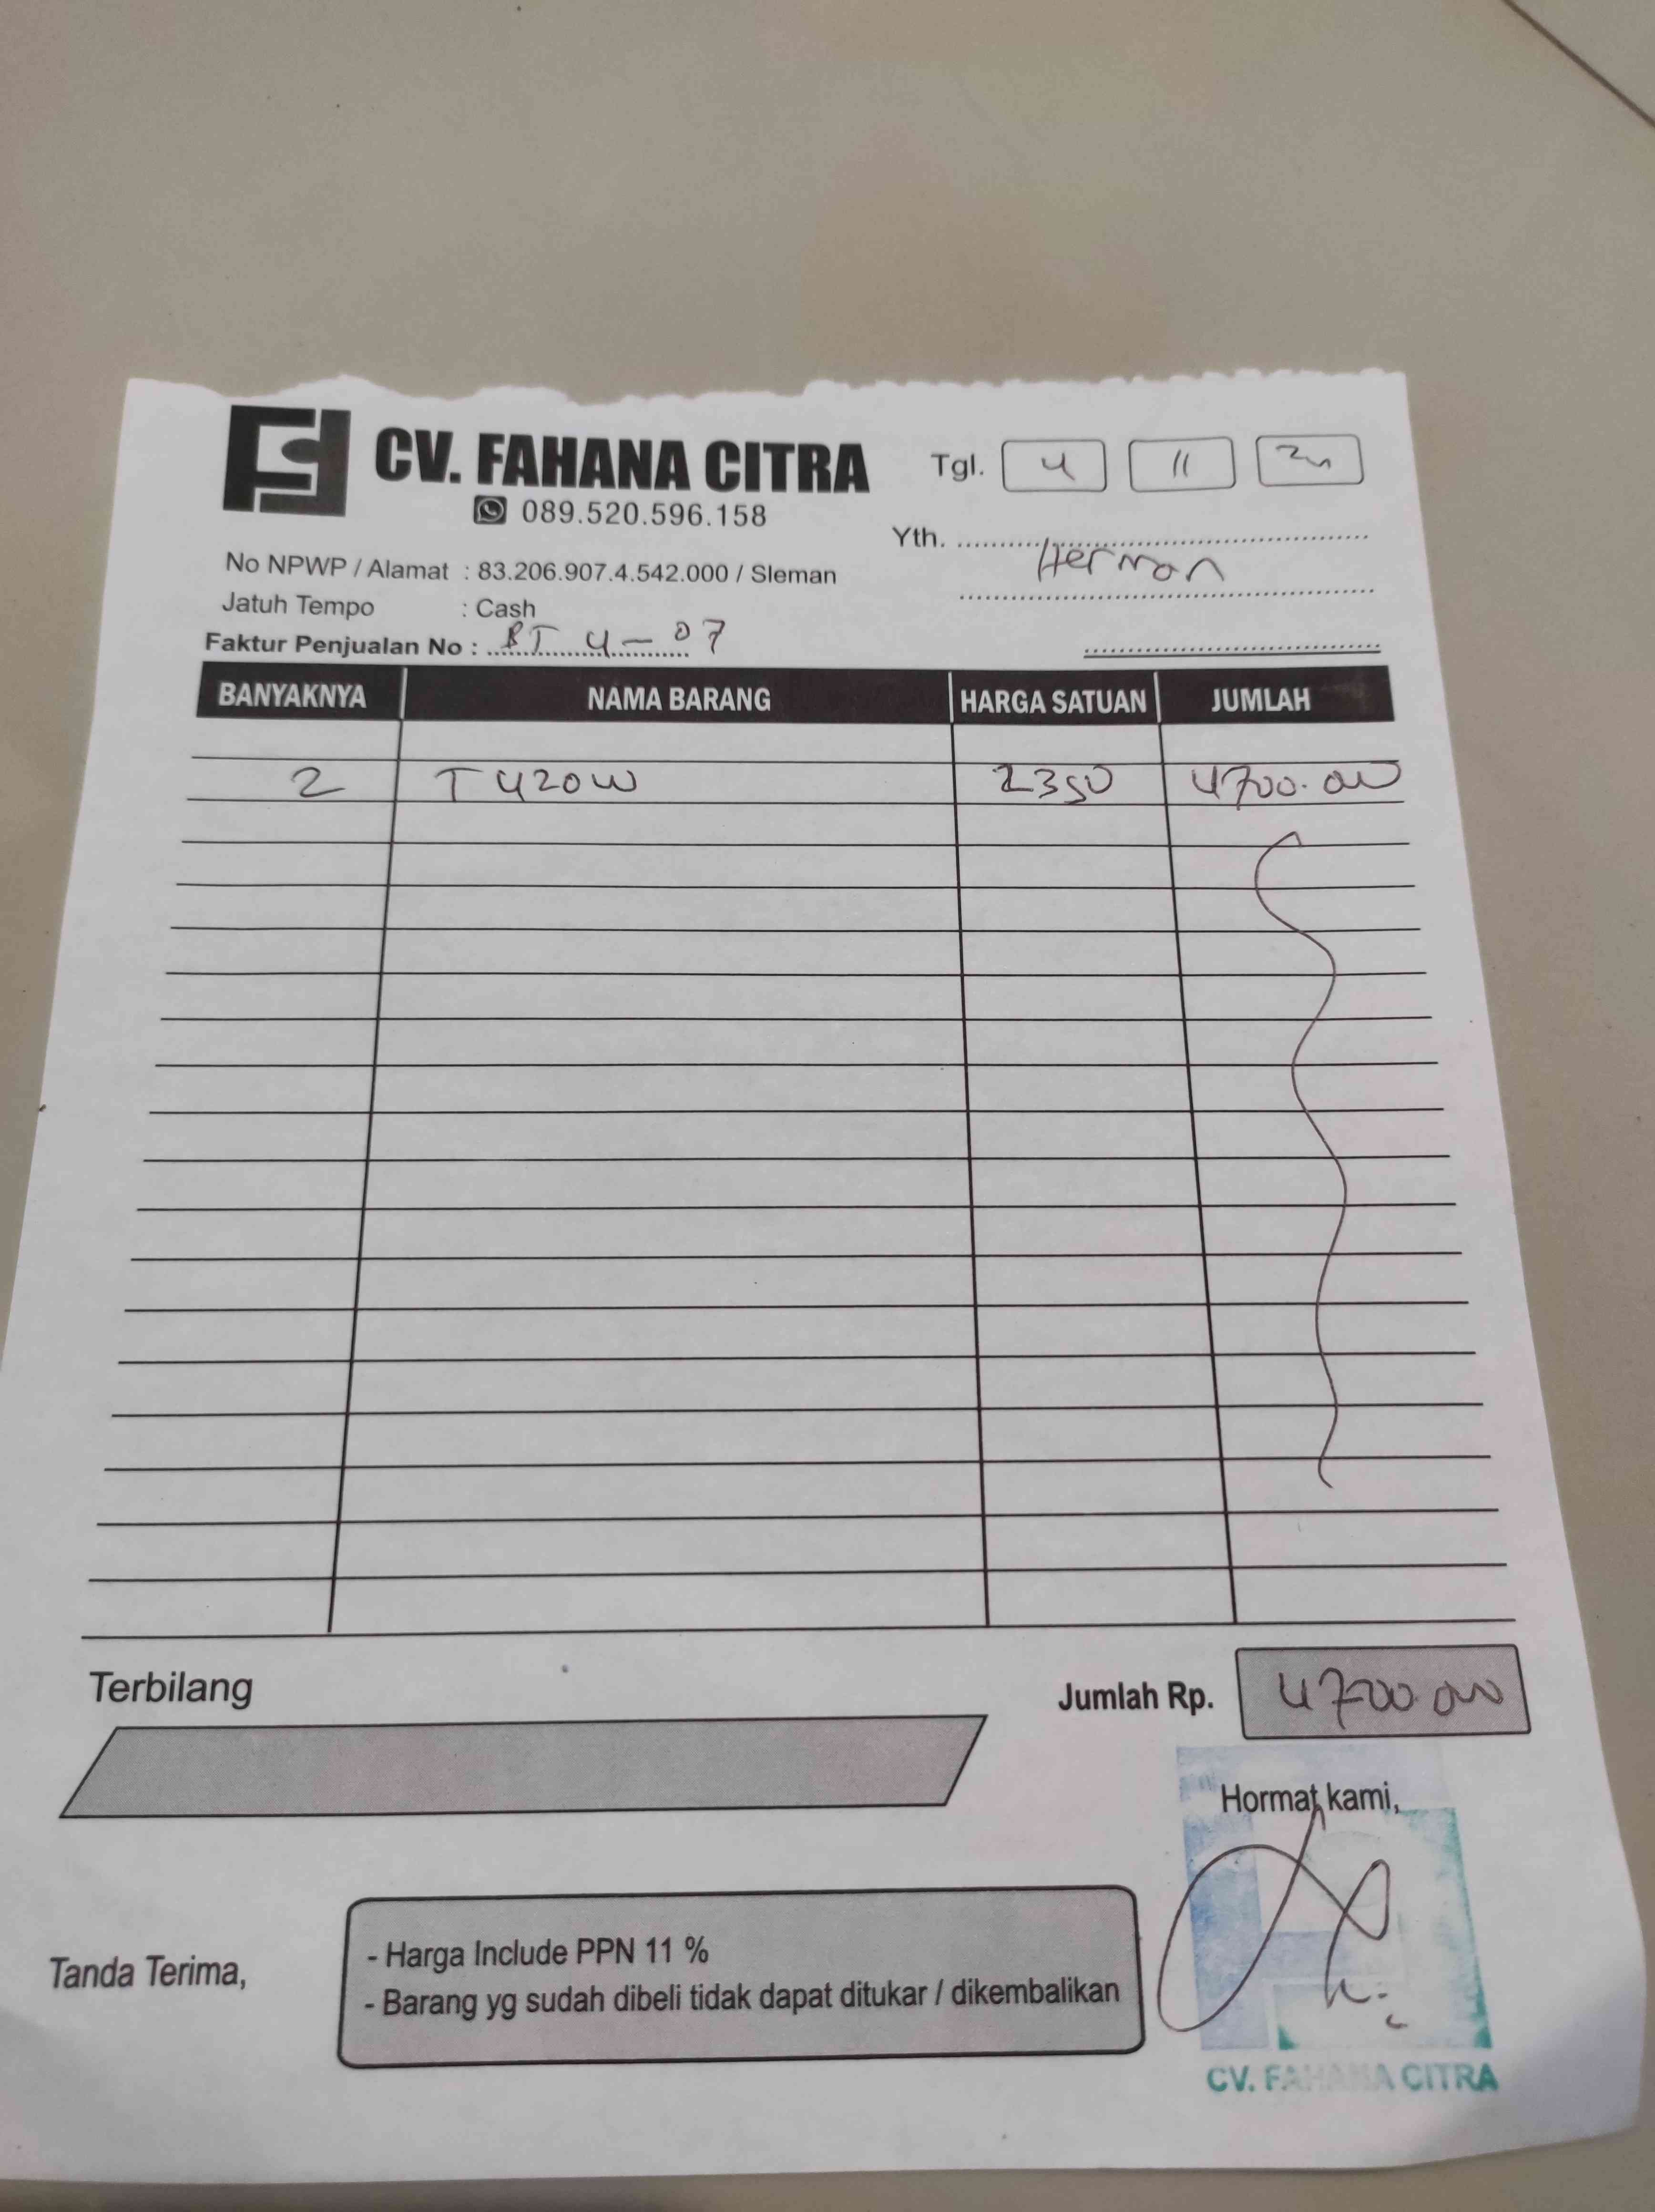 CV. FAHANA CITRA
089.520.596.158
Tgl. 4 11
Yth. Herman
No NPWP / Alamat : 83.206.907.4.542.000 / Sleman
Jatuh Tempo : Cash
Faktur Penjualan No : BT 4-07
BANYAKNYA NAMA BARANG HARGA SATUAN JUMLAH
2 T420W 2350 4700.000
Terbilang
Jumlah Rp. 4700.000
Hormat kami,
Tanda Terima,
- Harga Include PPN 11 %
- Barang yg sudah dibeli tidak dapat ditukar / dikembalikan
CV. FAHANA CITRA